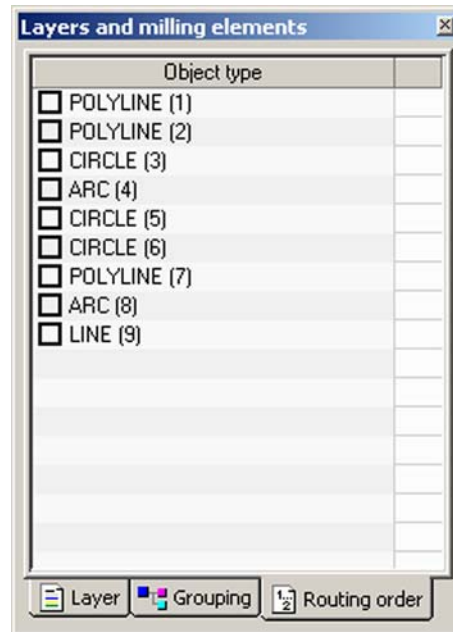 Layers and milling elements
Object type
POLYLINE (1)
POLYLINE (2)
CIRCLE (3)
ARC (4)
CIRCLE (5)
CIRCLE (6)
POLYLINE (7)
ARC (8)
LINE (9)
Layer Grouping Routing order